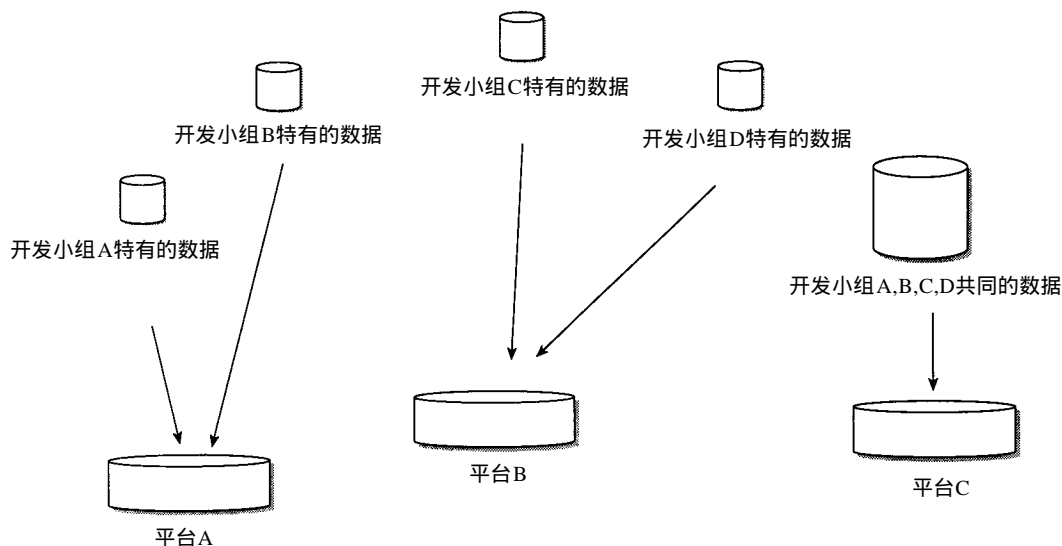 开发小组C特有的数据
开发小组B特有的数据
开发小组D特有的数据
开发小组A特有的数据
开发小组A,B,C,D共同的数据
平台B
平台C
平台A